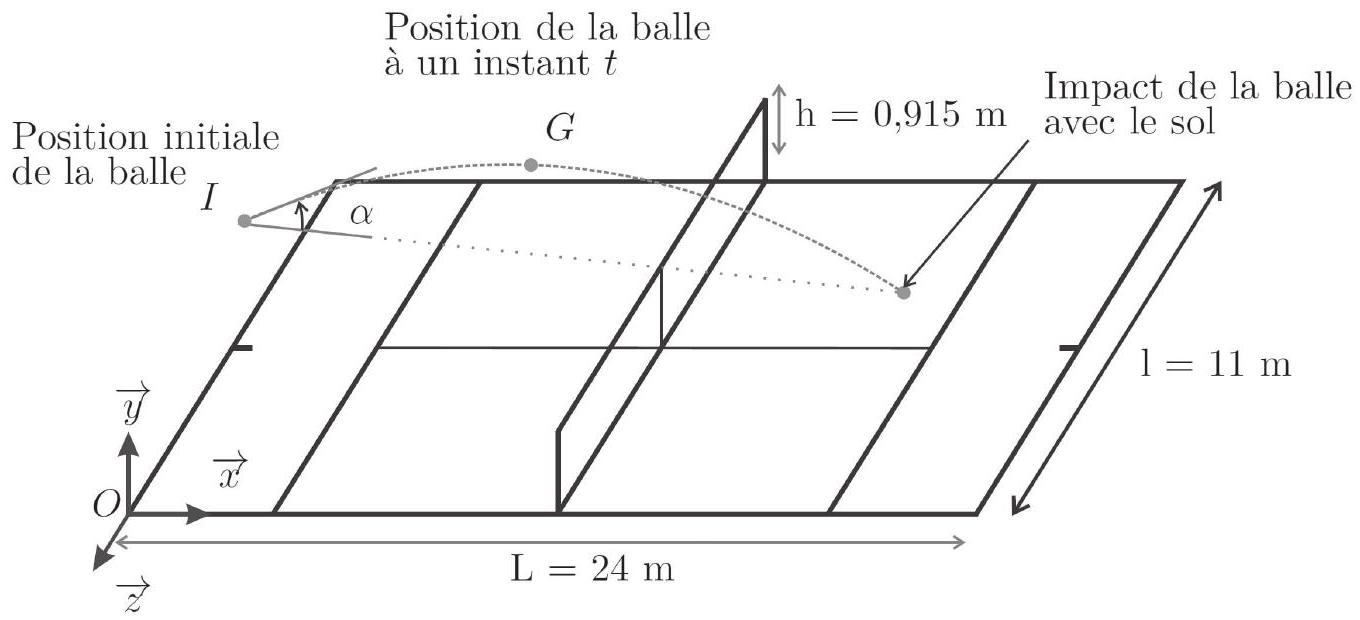 Position de la balle
à un instant t
Impact de la balle
avec le sol
h = 0,915 m
Position initiale
de la balle
G
I
α
l = 11 m
y
x
O
L = 24 m
z